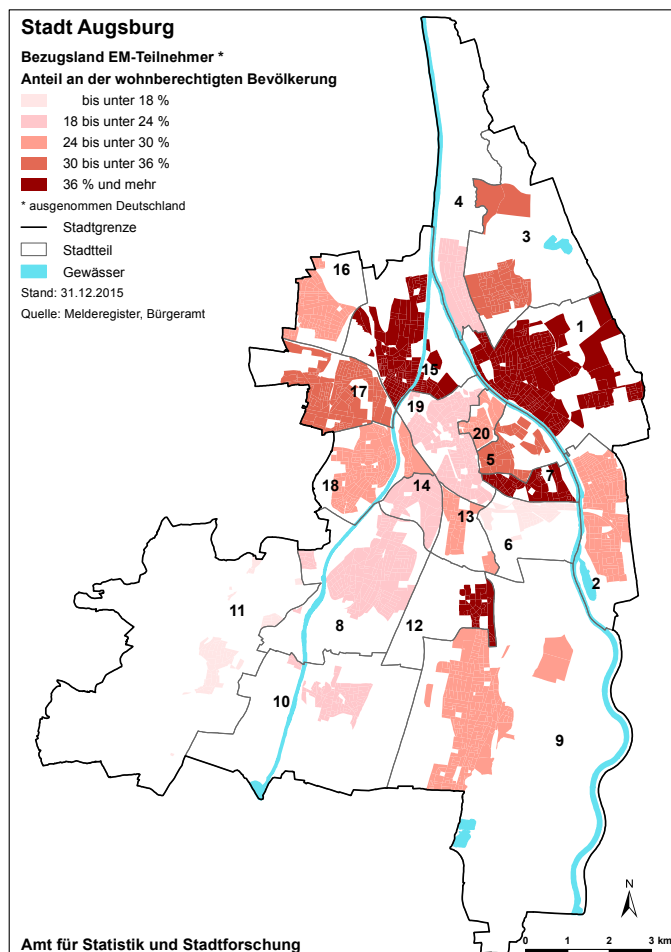 Stadt Augsburg
Bezugsland EM-Teilnehmer *
Anteil an der wohnberechtigten Bevölkerung
bis unter 18 %
18 bis unter 24 %
24 bis unter 30 %
30 bis unter 36 %
36 % und mehr
* ausgenommen Deutschland
Stadtgrenze
Stadtteil
Gewässer
Stand: 31.12.2015
Quelle: Melderegister, Bürgeramt
4
3
16
1
15
17
19
20
5
7
18
14
13
6
2
11
8
12
10
9
N
0 1 2 3 km
Amt für Statistik und Stadtforschung